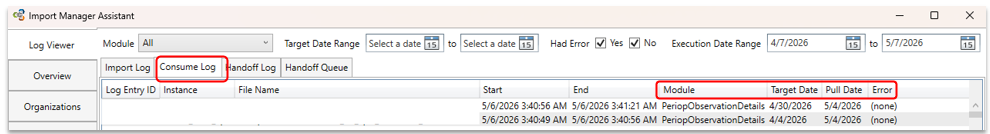 Import Manager Assistant
Log Viewer Module All Target Date Range Select a date 15 to Select a date 15 Had Error Yes No Execution Date Range 4/7/2026 15 to 5/7/2026 15
Overview Import Log Consume Log Handoff Log Handoff Queue
Log Entry ID Instance File Name Start End Module Target Date Pull Date Error
Organizations 5/6/2026 3:40:56 AM 5/6/2026 3:41:21 AM PeriopObservationDetails 4/30/2026 5/4/2026 (none)
5/6/2026 3:40:49 AM 5/6/2026 3:40:56 AM PeriopObservationDetails 4/4/2026 5/4/2026 (none)